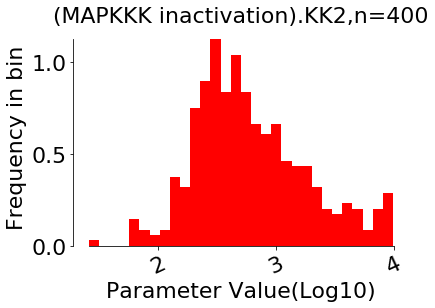 (MAPKKK inactivation).KK2,n=400
Frequency in bin
1.0
0.5
0.0
2
3
4
Parameter Value(Log10)